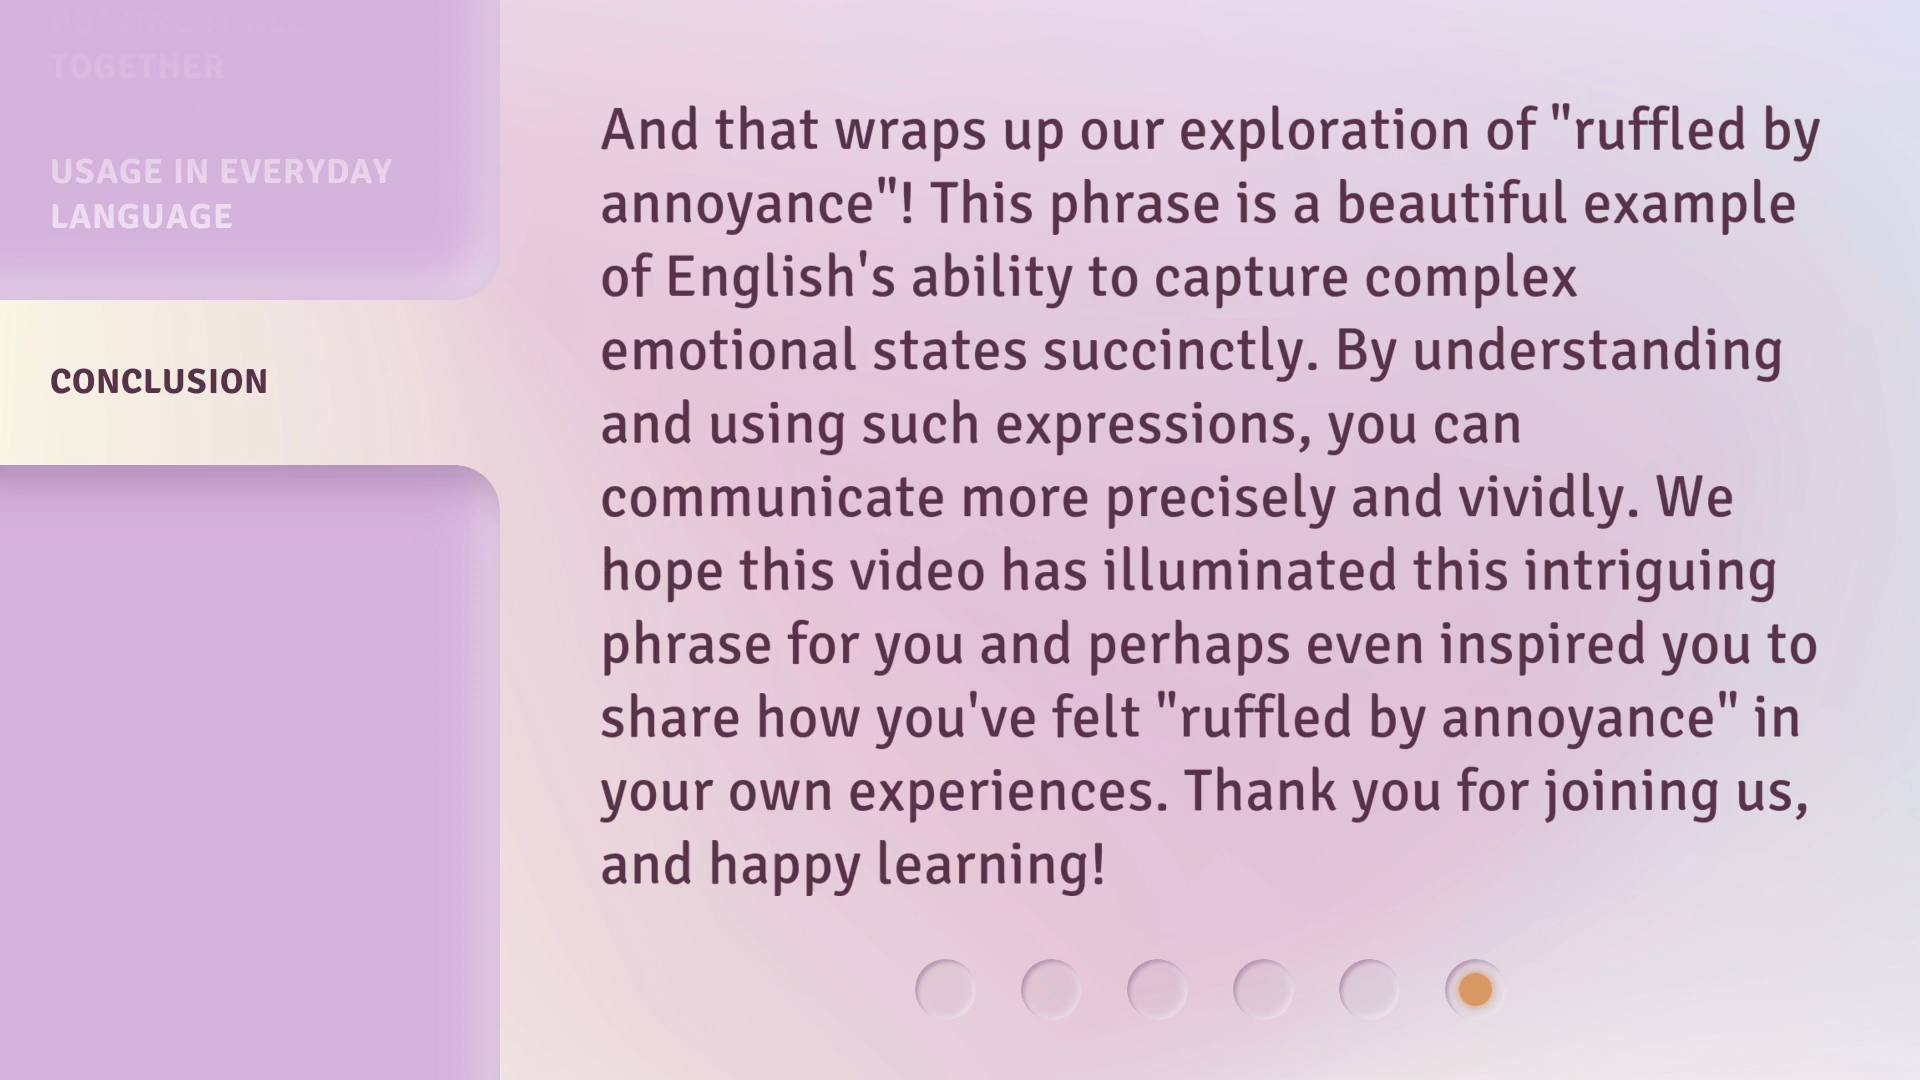 PUTTING IT ALL
TOGETHER
USAGE IN EVERYDAY
LANGUAGE
CONCLUSION
And that wraps up our exploration of "ruffled by
annoyance"! This phrase is a beautiful example
of English's ability to capture complex
emotional states succinctly. By understanding
and using such expressions, you can
communicate more precisely and vividly. We
hope this video has illuminated this intriguing
phrase for you and perhaps even inspired you to
share how you've felt "ruffled by annoyance" in
your own experiences. Thank you for joining us,
and happy learning!